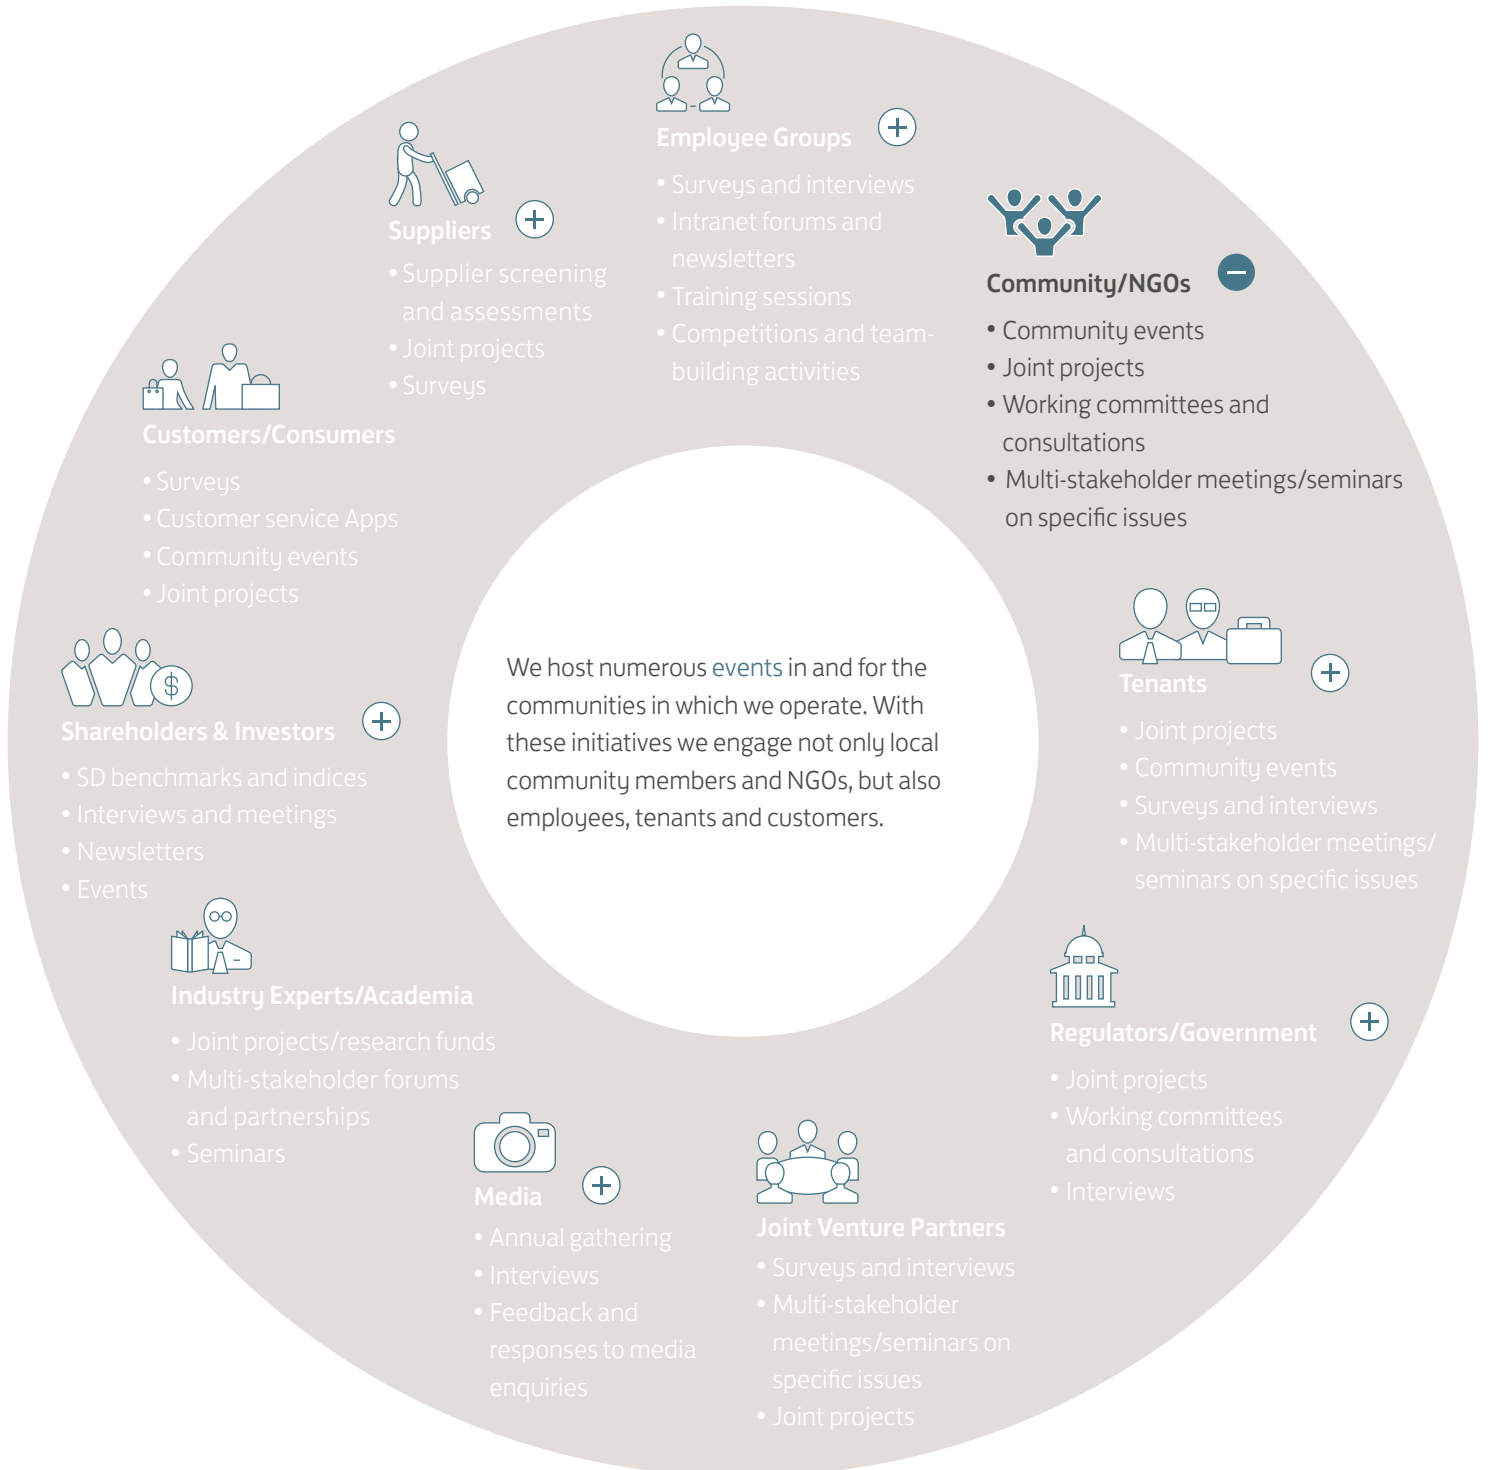 Employee Groups
• Surveys and interviews
• Intranet forums and
newsletters
• Training sessions
• Competitions and team-
building activities
Community/NGOs
• Community events
• Joint projects
• Working committees and
consultations
• Multi-stakeholder meetings/seminars
on specific issues
Tenants
• Joint projects
• Community events
• Surveys and interviews
• Multi-stakeholder meetings/
seminars on specific issues
Regulators/Government
• Joint projects
• Working committees
and consultations
• Interviews
Joint Venture Partners
• Surveys and interviews
• Multi-stakeholder
meetings/seminars on
specific issues
• Joint projects
Media
• Annual gathering
• Interviews
• Feedback and
responses to media
enquiries
Industry Experts/Academia
• Joint projects/research funds
• Multi-stakeholder forums
and partnerships
• Seminars
Shareholders & Investors
• SD benchmarks and indices
• Interviews and meetings
• Newsletters
• Events
$
Customers/Consumers
• Surveys
• Customer service Apps
• Community events
• Joint projects
Suppliers
• Supplier screening
and assessments
• Joint projects
• Surveys
We host numerous events in and for the
communities in which we operate. With
these initiatives we engage not only local
community members and NGOs, but also
employees, tenants and customers.